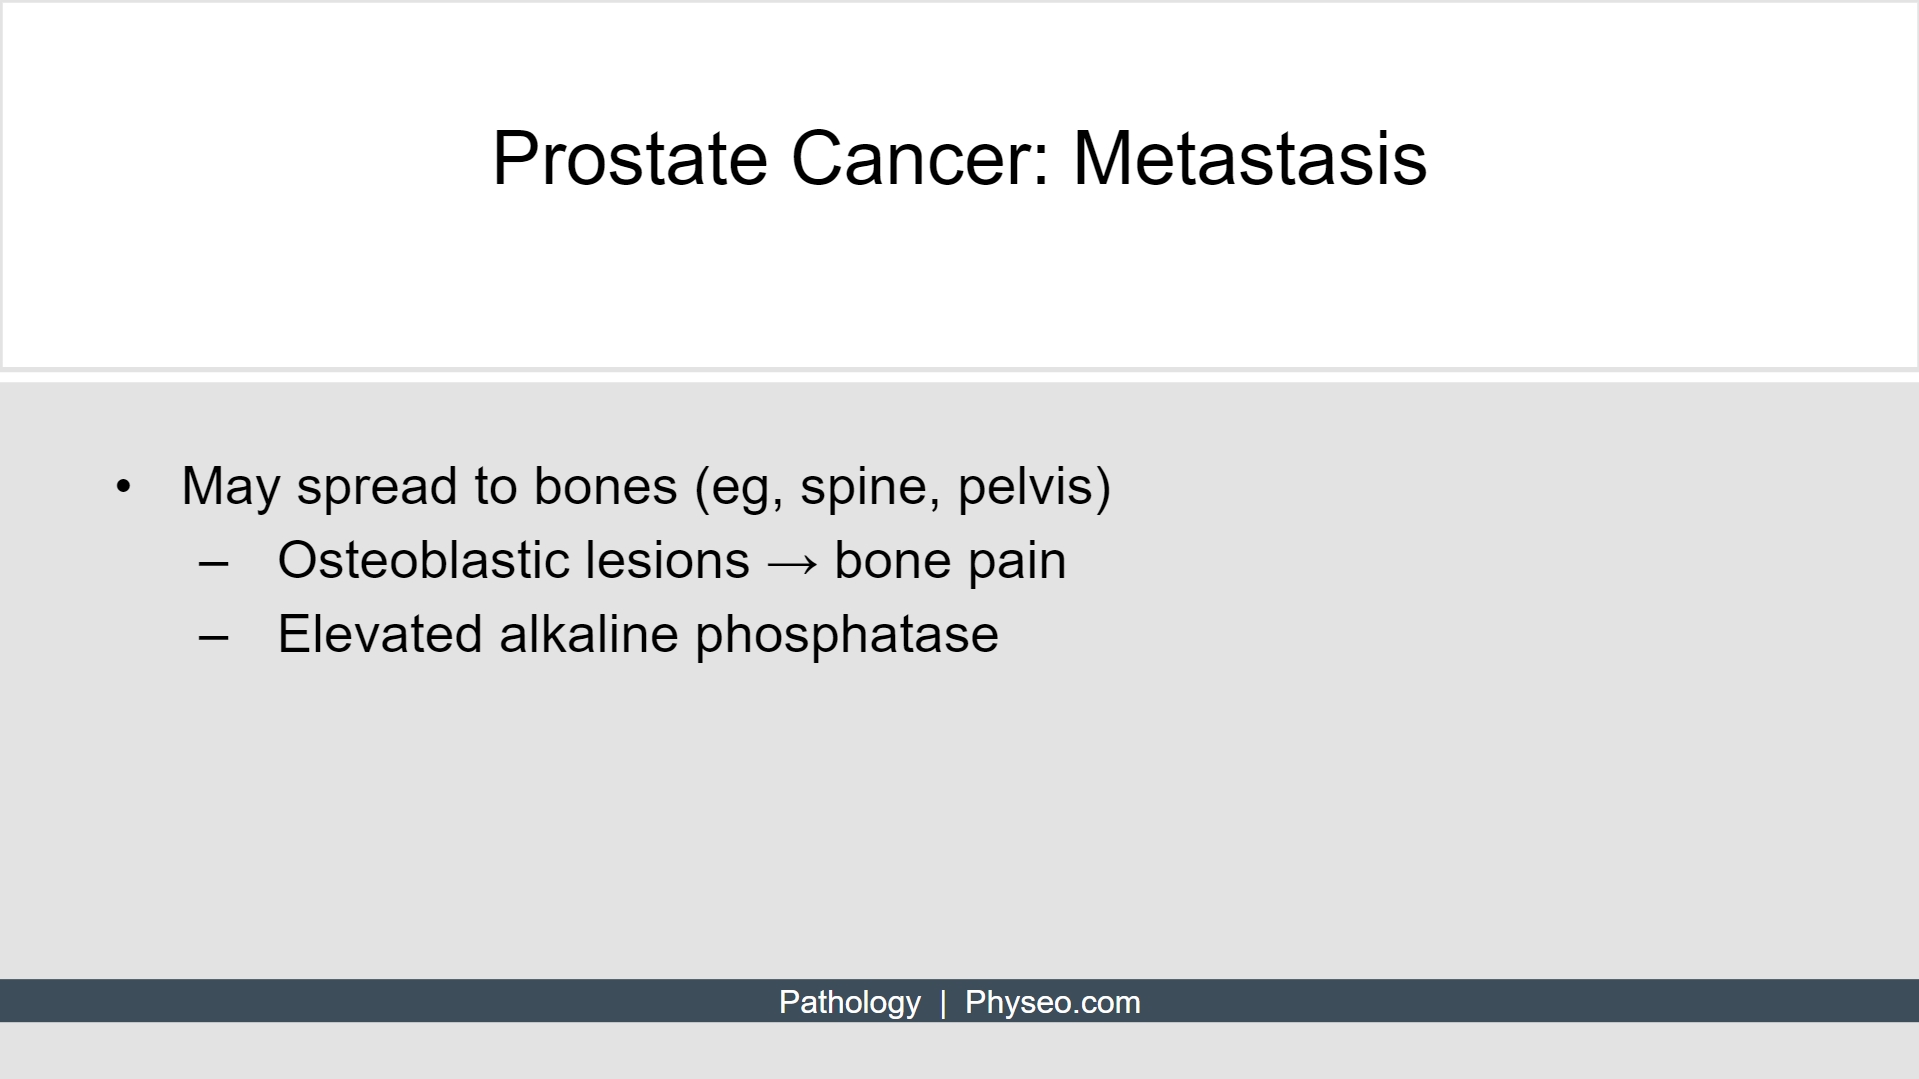 Prostate Cancer: Metastasis
• May spread to bones (eg, spine, pelvis)
– Osteoblastic lesions → bone pain
– Elevated alkaline phosphatase
Pathology | Physeo.com